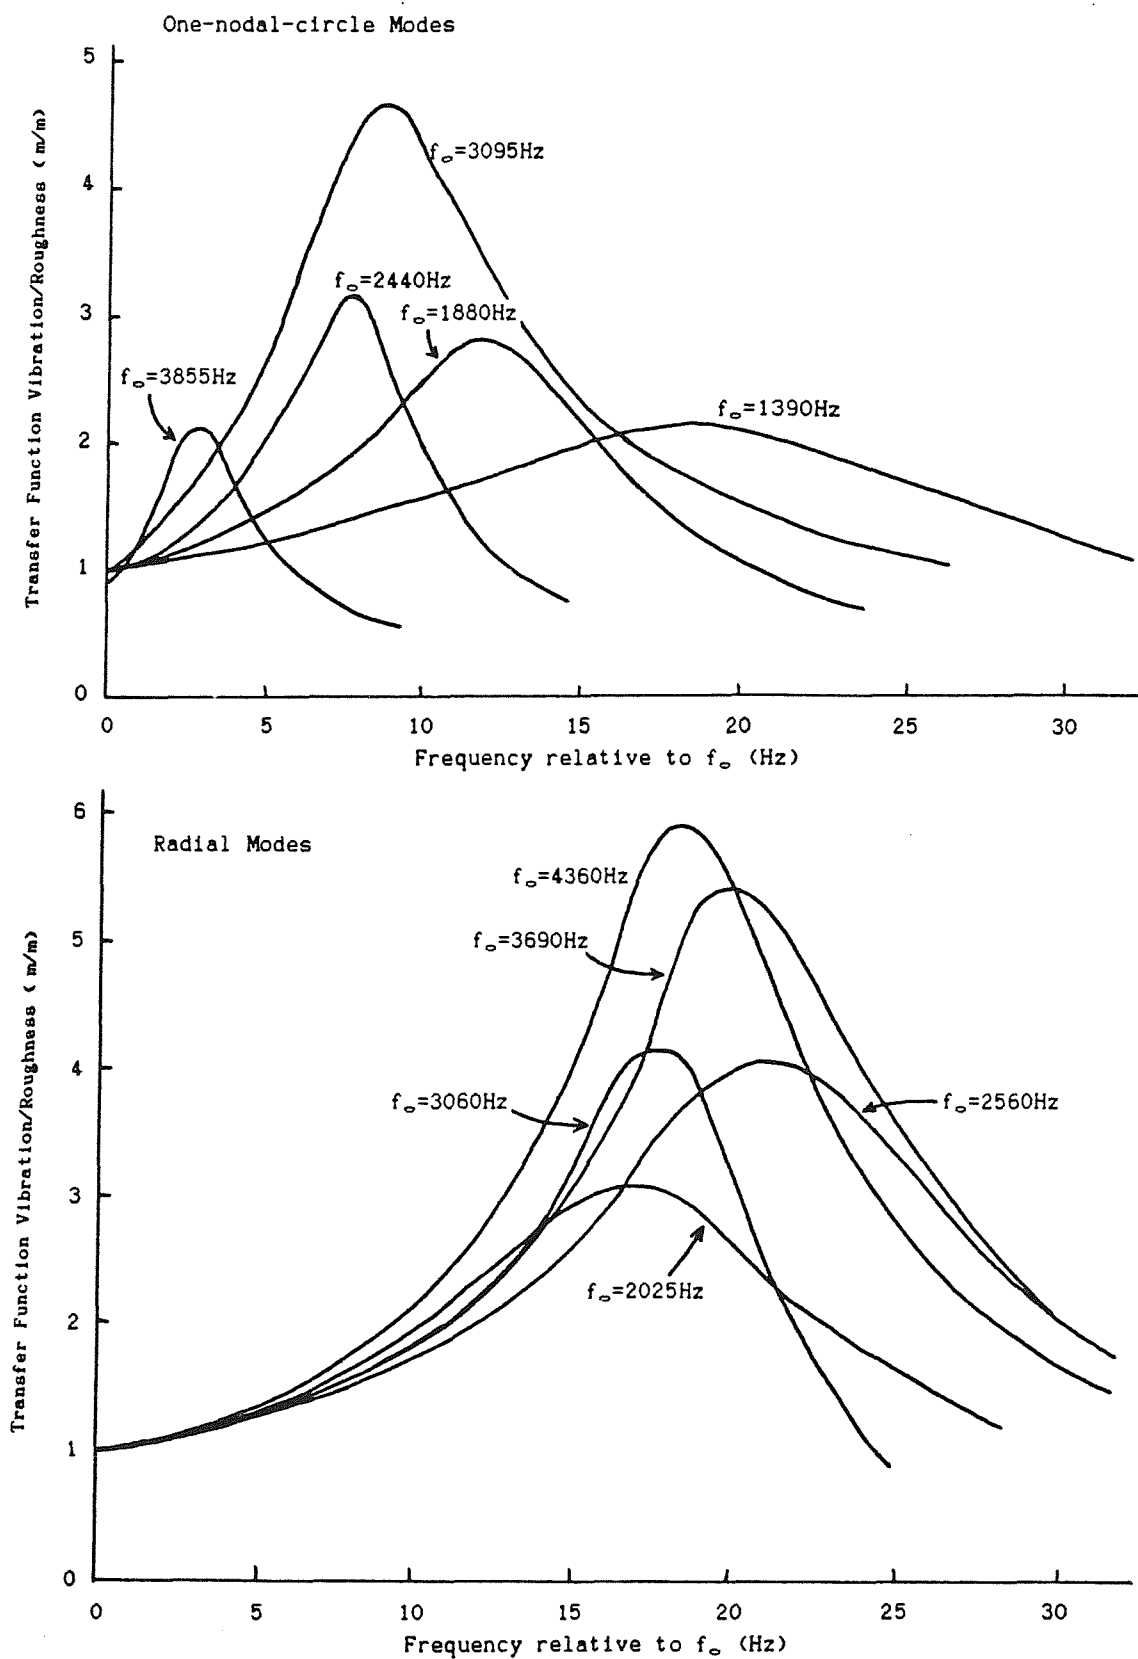 One-nodal-circle Modes
Transfer Function Vibration/Roughness (m/m)
5
4
3
2
1
0
f₀=3095Hz
f₀=2440Hz
f₀=1880Hz
f₀=3855Hz
f₀=1390Hz
0 5 10 15 20 25 30
Frequency relative to f₀ (Hz)
Radial Modes
Transfer Function Vibration/Roughness (m/m)
6
5
4
3
2
1
0
f₀=4360Hz
f₀=3690Hz
f₀=3060Hz
f₀=2560Hz
f₀=2025Hz
0 5 10 15 20 25 30
Frequency relative to f₀ (Hz)